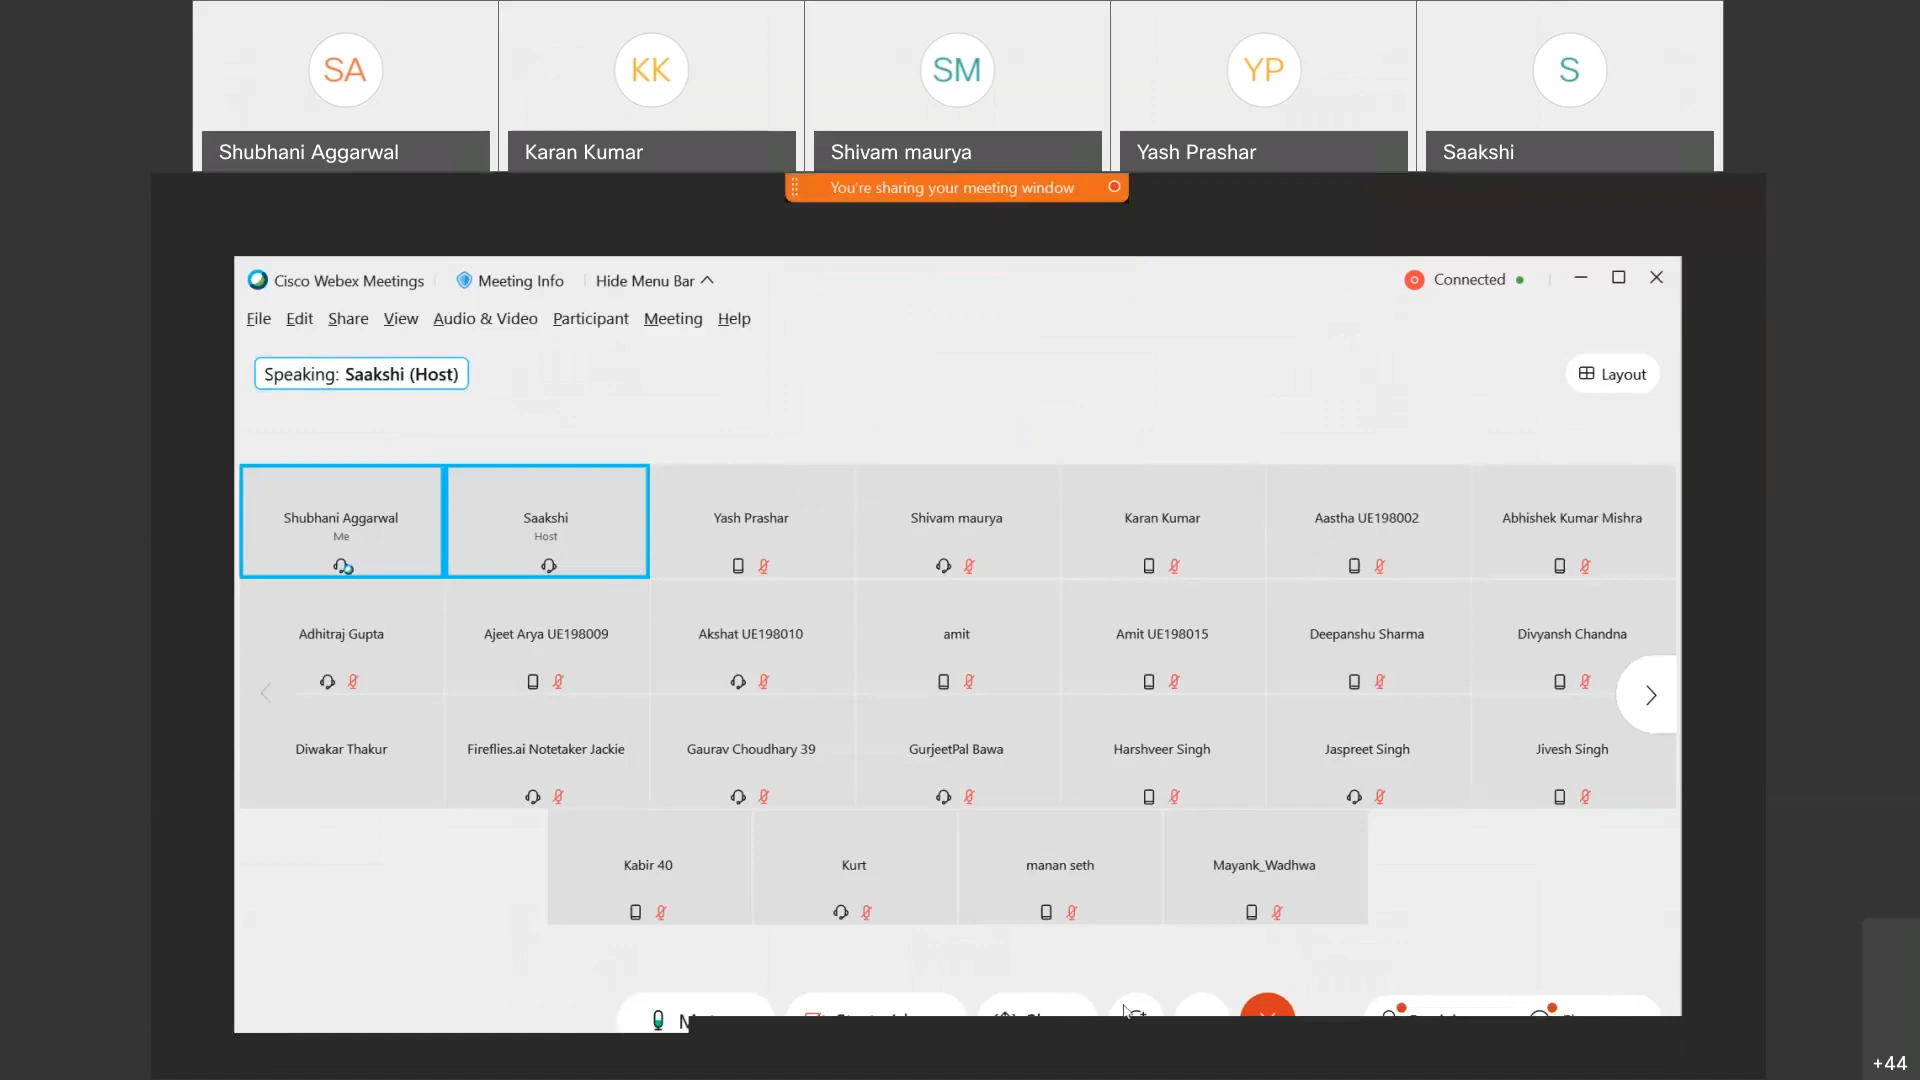 SA
KK
SM
YP
S
Shubhani Aggarwal
Karan Kumar
Shivam maurya
Yash Prashar
Saakshi
You're sharing your meeting window
Cisco Webex Meetings
Meeting Info
Hide Menu Bar
Connected
File Edit Share View Audio & Video Participant Meeting Help
Speaking: Saakshi (Host)
Layout
Shubhani Aggarwal
Me
Saakshi
Host
Yash Prashar
Shivam maurya
Karan Kumar
Aastha UE198002
Abhishek Kumar Mishra
Adhitraj Gupta
Ajeet Arya UE198009
Akshat UE198010
amit
Amit UE198015
Deepanshu Sharma
Divyansh Chandna
Diwakar Thakur
Fireflies.ai Notetaker Jackie
Gaurav Choudhary 39
GurjeetPal Bawa
Harshveer Singh
Jaspreet Singh
Jivesh Singh
Kabir 40
Kurt
manan seth
Mayank_Wadhwa
+44